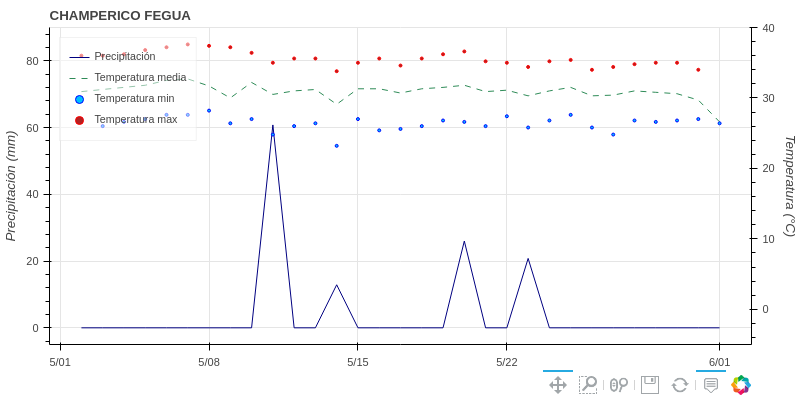 CHAMPERICO FEGUA
Precipitación
Temperatura media
Temperatura min
Temperatura max
Precipitación (mm)
80
60
40
20
0
Temperatura (°C)
40
30
20
10
0
5/01
5/08
5/15
5/22
6/01